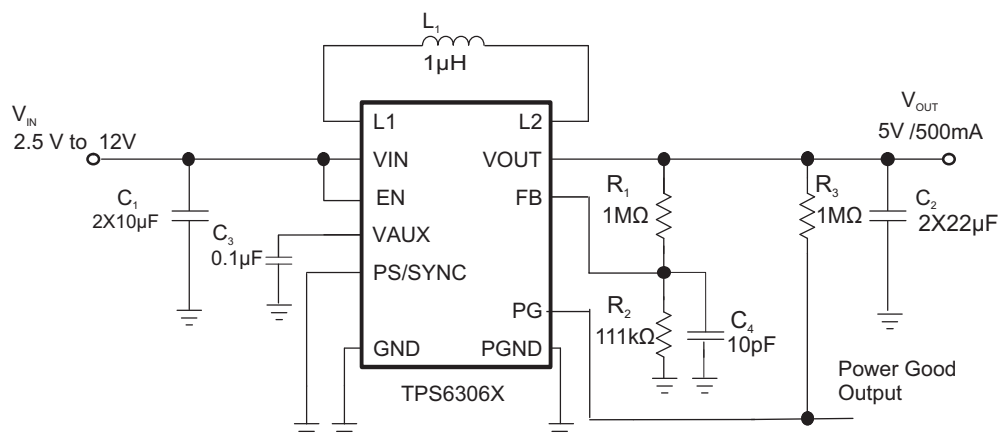 L₁
1µH
V_IN
2.5 V to 12V
C₁
2X10µF
C₃
0.1µF
L1
L2
VIN
VOUT
EN
FB
VAUX
PS/SYNC
PG
GND
PGND
TPS6306X
R₁
1MΩ
R₂
111kΩ
C₄
10pF
R₃
1MΩ
V_OUT
5V /500mA
C₂
2X22µF
Power Good
Output